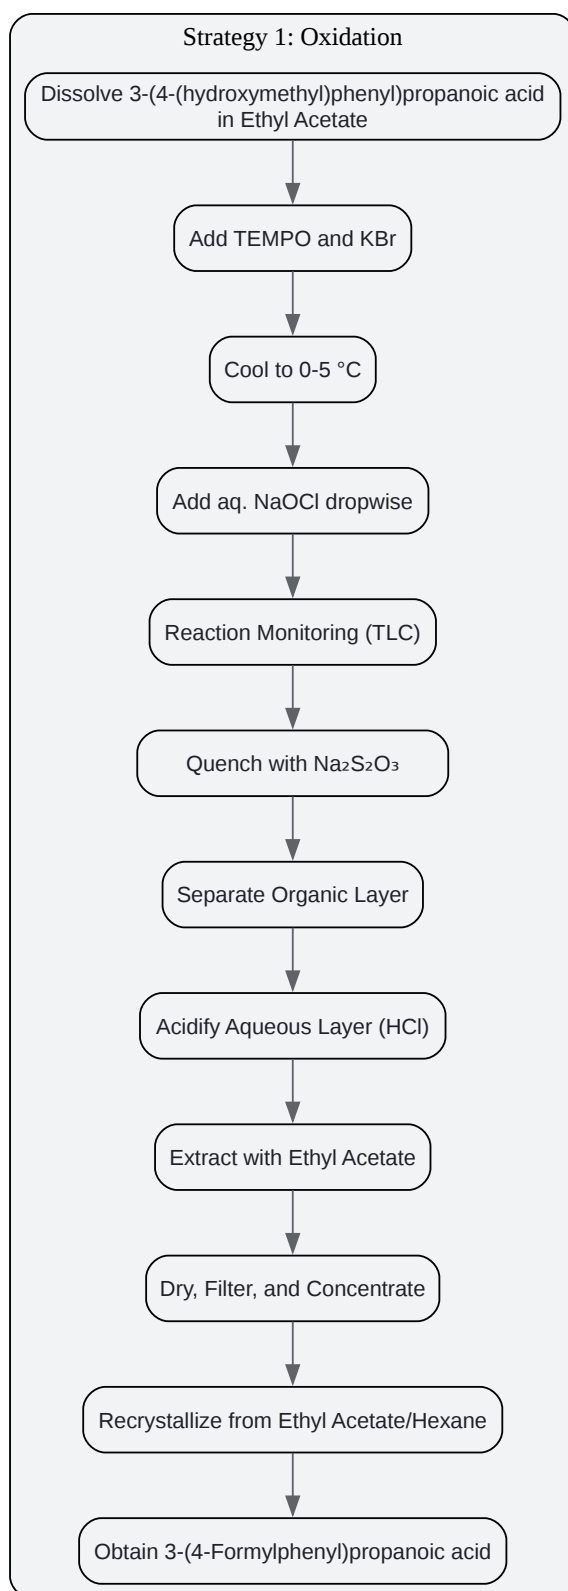 Strategy 1: Oxidation
Dissolve 3-(4-(hydroxymethyl)phenyl)propanoic acid
in Ethyl Acetate
Add TEMPO and KBr
Cool to 0-5 °C
Add aq. NaOCl dropwise
Reaction Monitoring (TLC)
Quench with Na₂S₂O₃
Separate Organic Layer
Acidify Aqueous Layer (HCl)
Extract with Ethyl Acetate
Dry, Filter, and Concentrate
Recrystallize from Ethyl Acetate/Hexane
Obtain 3-(4-Formylphenyl)propanoic acid